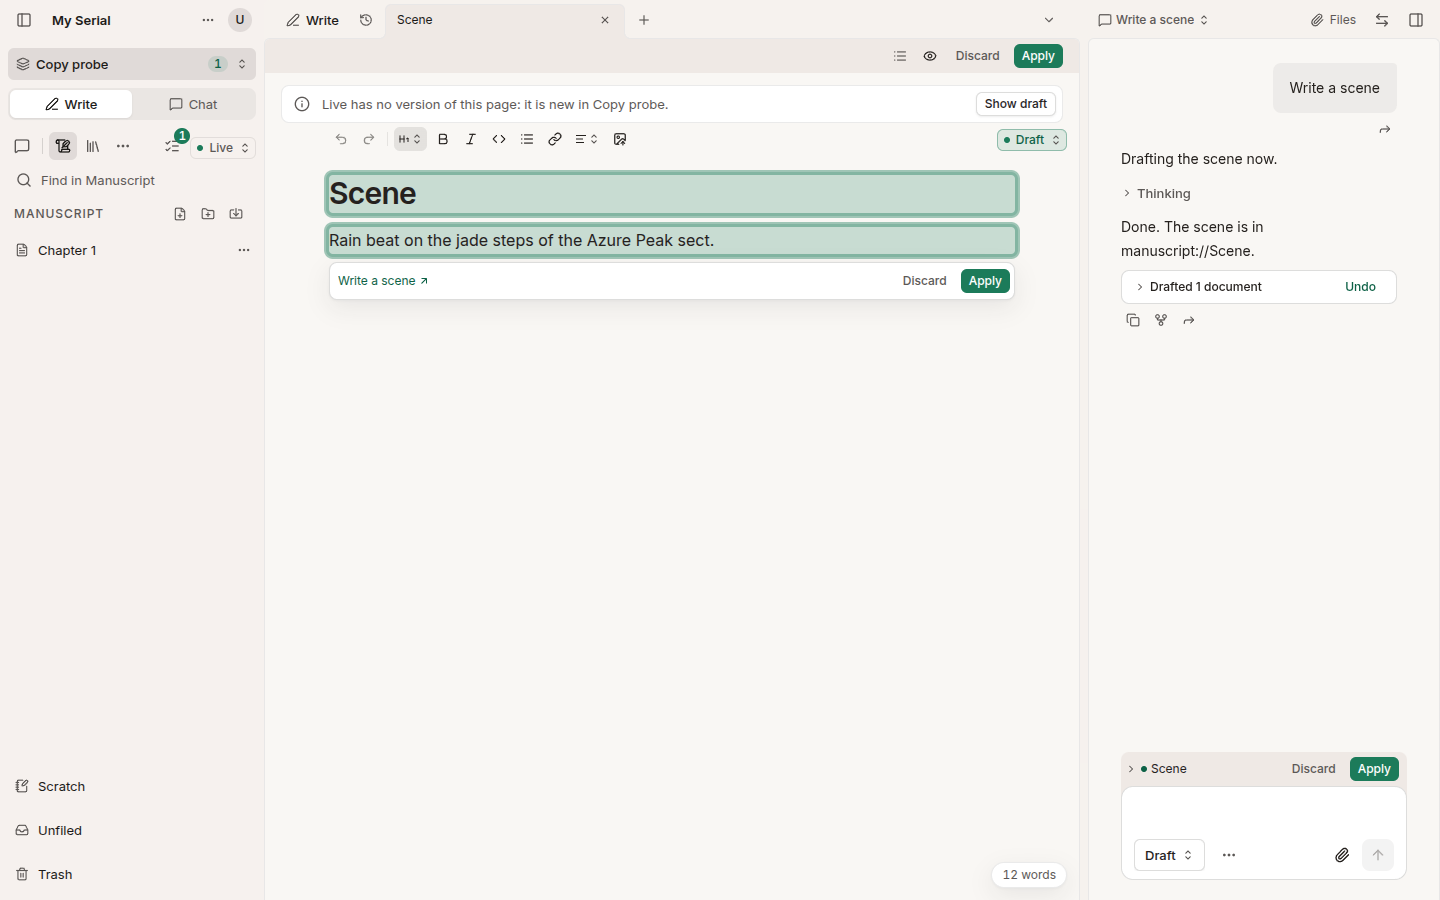 My Serial
U
Write
Scene
Write a scene
Files
Copy probe
1
Write
Chat
1
Live
Find in Manuscript
MANUSCRIPT
Chapter 1
Scratch
Unfiled
Trash
Discard
Apply
Live has no version of this page: it is new in Copy probe.
Show draft
H1
B
I
Draft
Scene
Rain beat on the jade steps of the Azure Peak sect.
Write a scene
Discard
Apply
12 words
Write a scene
Drafting the scene now.
Thinking
Done. The scene is in
manuscript://Scene.
Drafted 1 document
Undo
Scene
Discard
Apply
Draft